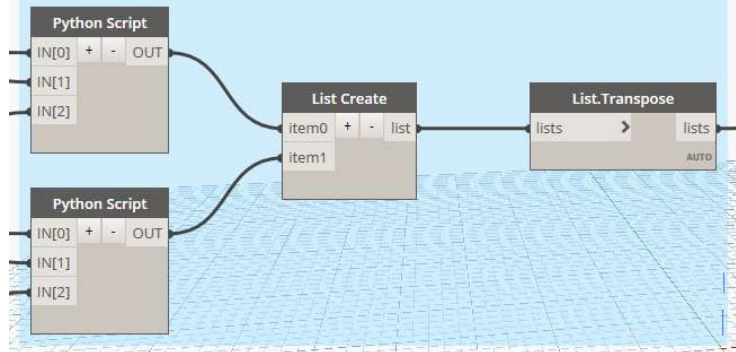 Python Script
IN[0] + - OUT
IN[1]
IN[2]
List Create
item0 + - list
item1
List.Transpose
lists > lists
AUTO
Python Script
IN[0] + - OUT
IN[1]
IN[2]